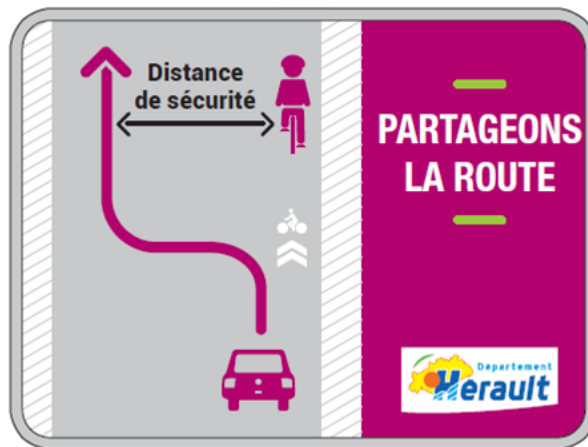 Distance
de sécurité
PARTAGEONS
LA ROUTE
Département
Hérault